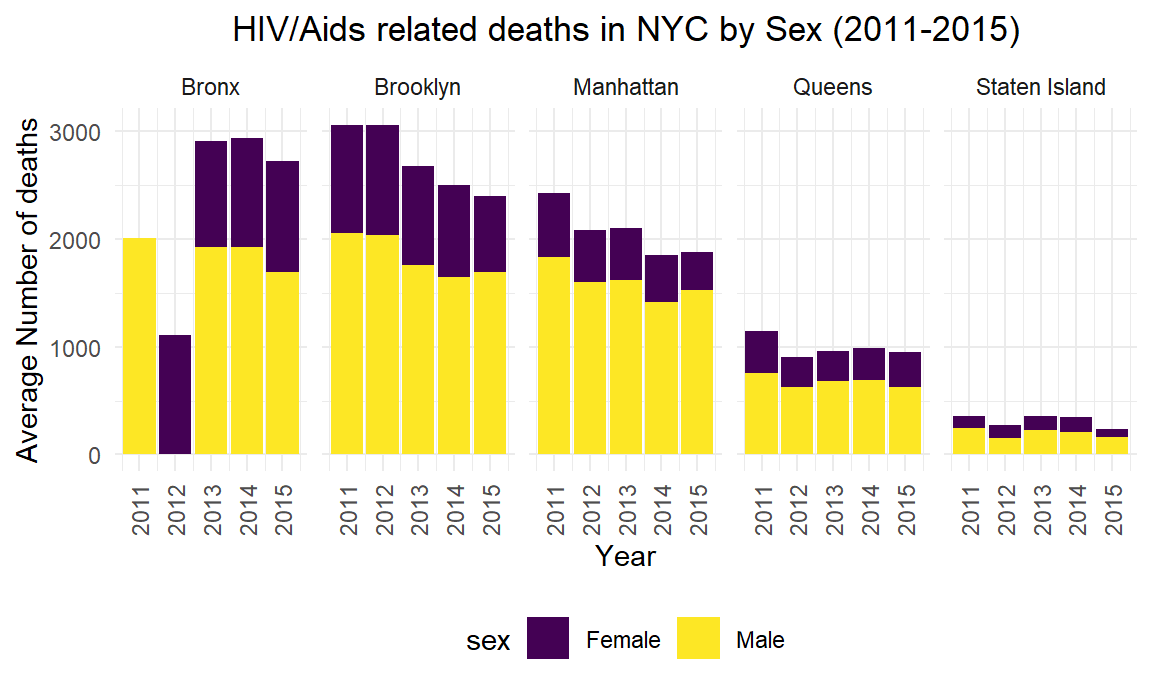 HIV/Aids related deaths in NYC by Sex (2011-2015)
Bronx Brooklyn Manhattan Queens Staten Island
Average Number of deaths
3000
2000
1000
0
2011 2012 2013 2014 2015 2011 2012 2013 2014 2015 2011 2012 2013 2014 2015 2011 2012 2013 2014 2015 2011 2012 2013 2014 2015
Year
sex Female Male